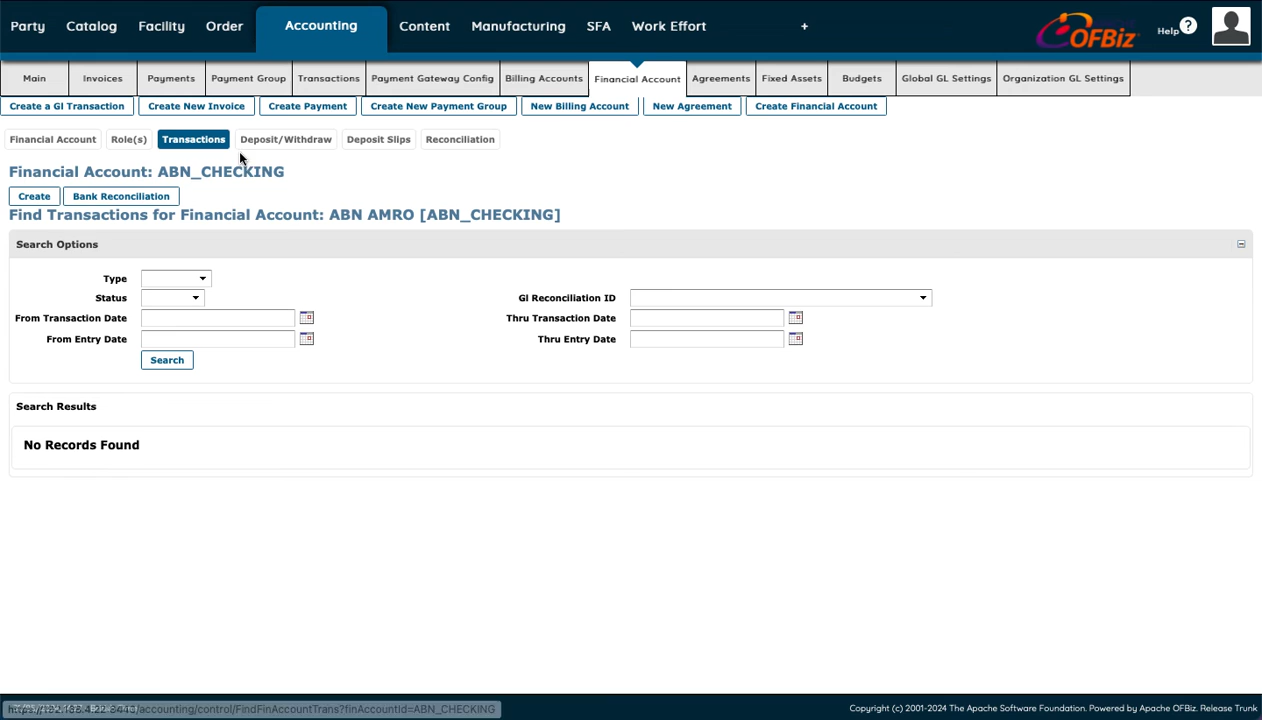 Party Catalog Facility Order Accounting Content Manufacturing SFA Work Effort + OFBiz Help ?
Main Invoices Payments Payment Group Transactions Payment Gateway Config Billing Accounts Financial Account Agreements Fixed Assets Budgets Global GL Settings Organization GL Settings
Create a Gl Transaction Create New Invoice Create Payment Create New Payment Group New Billing Account New Agreement Create Financial Account
Financial Account Role(s) Transactions Deposit/Withdraw Deposit Slips Reconciliation
Financial Account: ABN_CHECKING
Create Bank Reconciliation
Find Transactions for Financial Account: ABN AMRO [ABN_CHECKING]
Search Options
Type
Status Gl Reconciliation ID
From Transaction Date Thru Transaction Date
From Entry Date Thru Entry Date
Search
Search Results
No Records Found
/accounting/control/FindFinAccountTrans?finAccountId=ABN_CHECKING Copyright (c) 2001-2024 The Apache Software Foundation. Powered by Apache OFBiz. Release Trunk